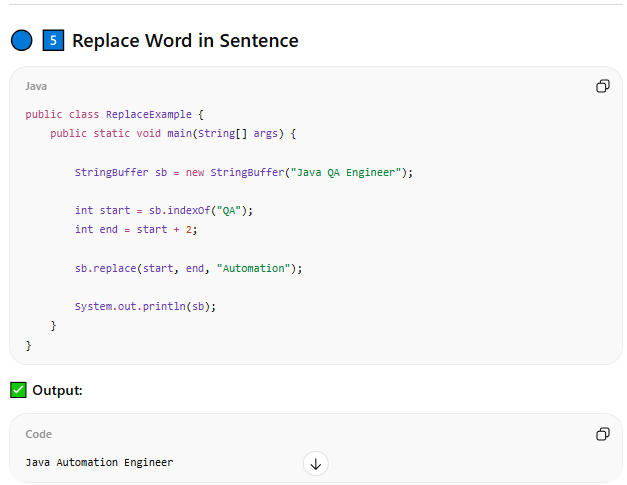 5 Replace Word in Sentence
Java
public class ReplaceExample {
    public static void main(String[] args) {
        StringBuffer sb = new StringBuffer("Java QA Engineer");
        int start = sb.indexOf("QA");
        int end = start + 2;
        sb.replace(start, end, "Automation");
        System.out.println(sb);
    }
}
Output:
Code
Java Automation Engineer